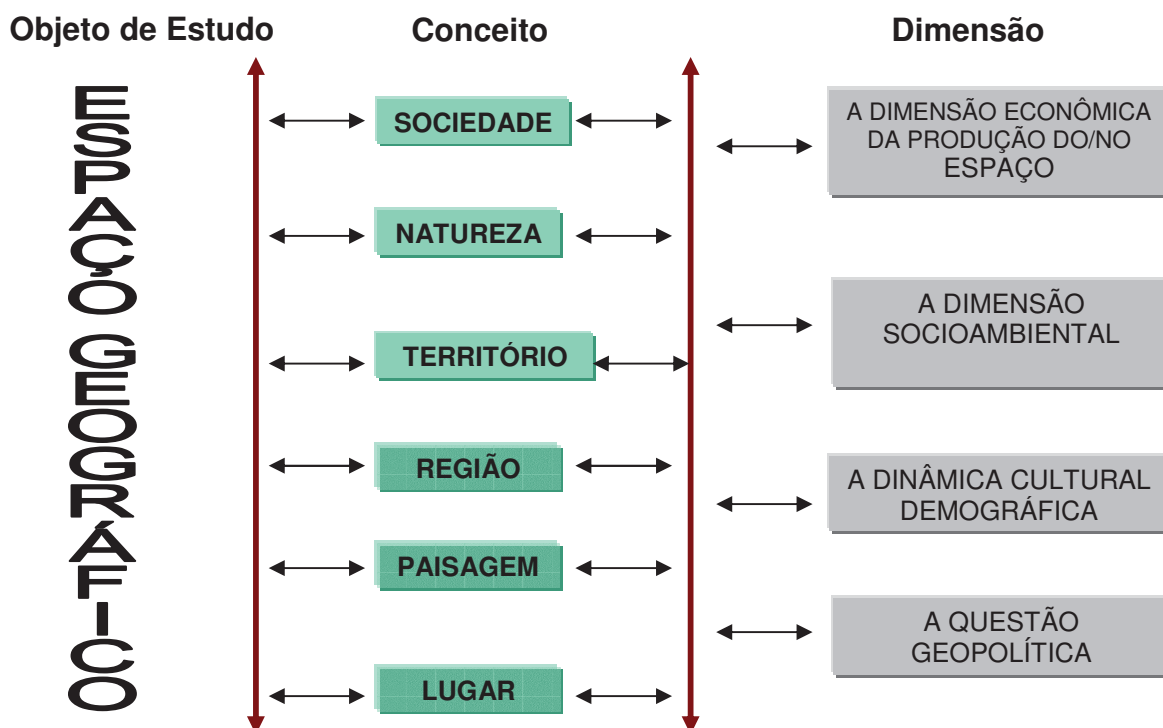 Objeto de Estudo
Conceito
Dimensão
ESPAÇO GEOGRÁFICO
SOCIEDADE
NATUREZA
TERRITÓRIO
REGIÃO
PAISAGEM
LUGAR
A DIMENSÃO ECONÔMICA
DA PRODUÇÃO DO/NO
ESPAÇO
A DIMENSÃO
SOCIOAMBIENTAL
A DINÂMICA CULTURAL
DEMOGRÁFICA
A QUESTÃO
GEOPOLÍTICA